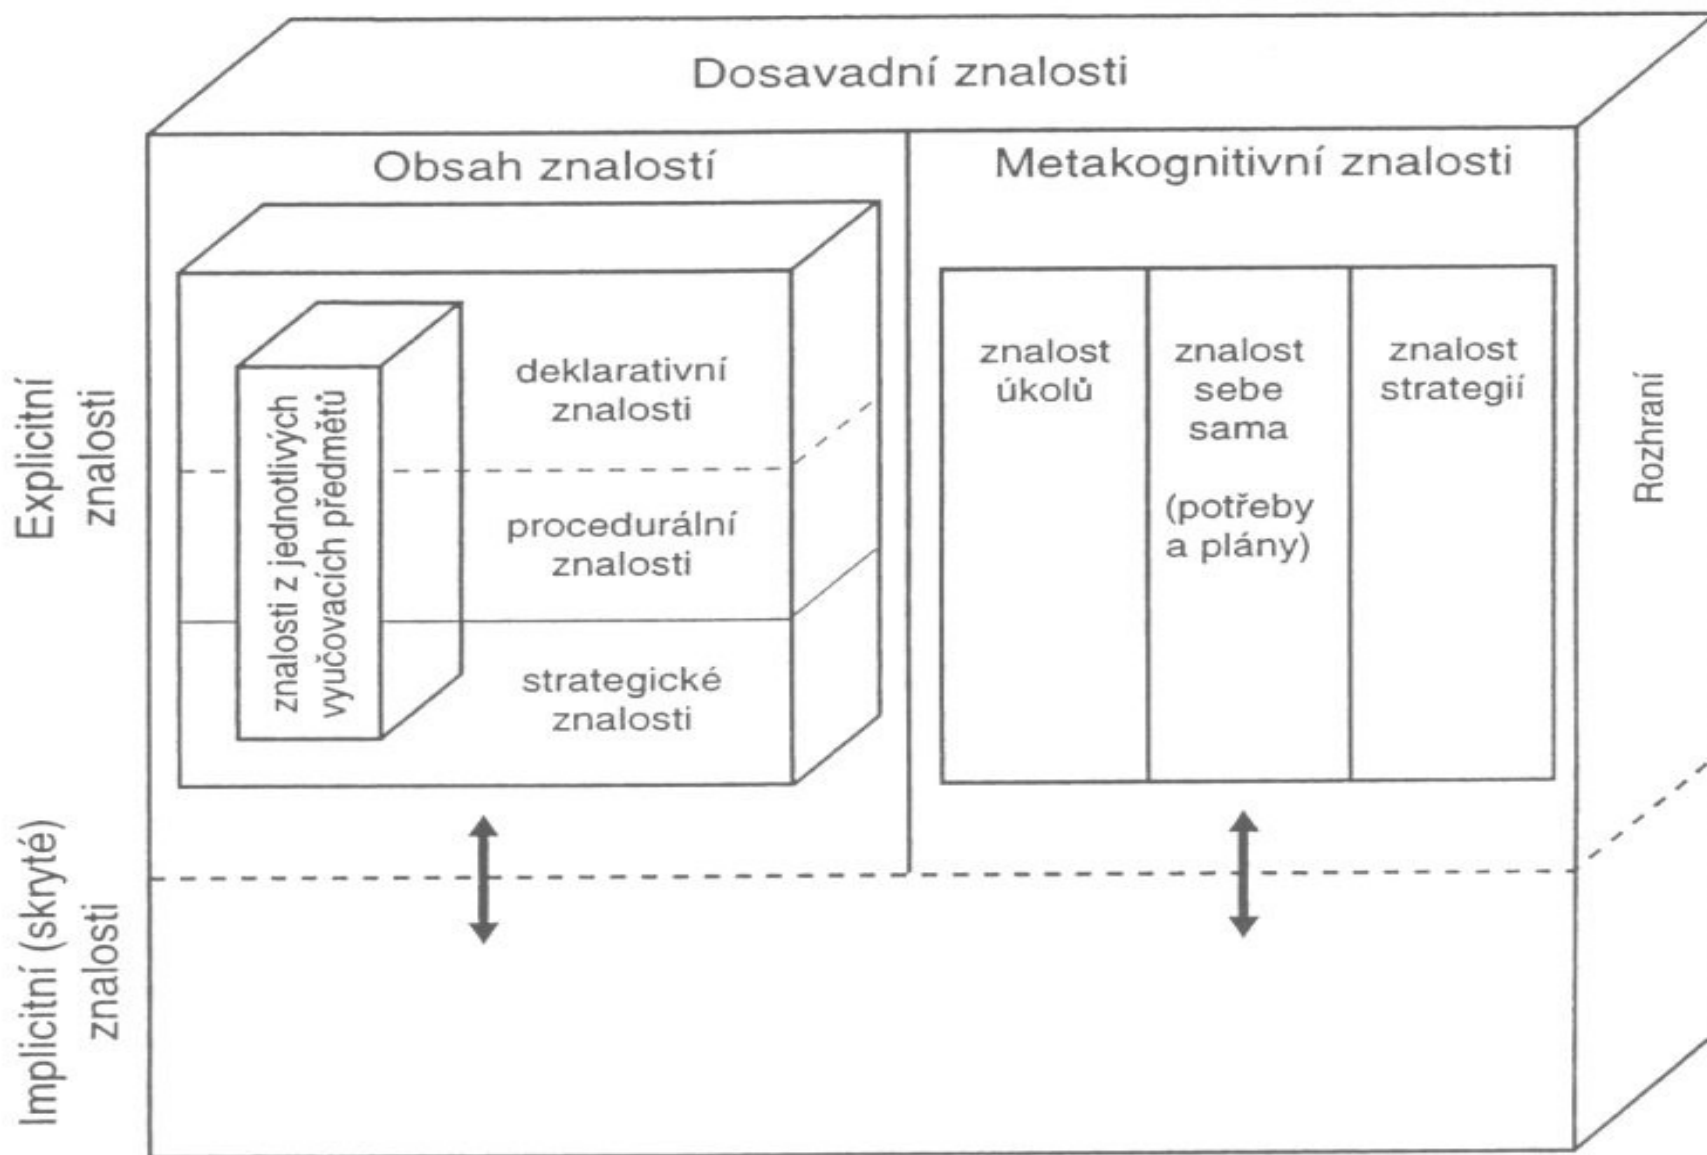 Dosavadní znalosti
Obsah znalostí
Metakognitivní znalosti
Explicitní
znalosti
znalosti z jednotlivých
vyučovacích předmětů
deklarativní
znalosti
procedurální
znalosti
strategické
znalosti
znalost
úkolů
znalost
sebe
sama
(potřeby
a plány)
znalost
strategií
Rozhraní
Implicitní (skryté)
znalosti